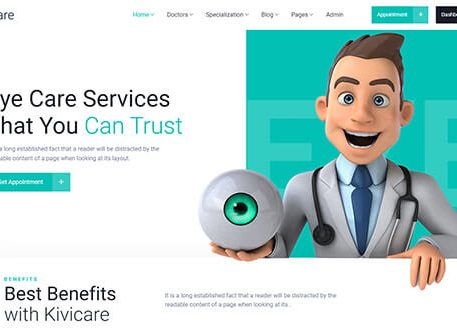 are
Home Doctors Specialization Blog Pages Admin
Appointment + Dashb
ye Care Services
hat You Can Trust
a long established fact that a reader will be distracted by the
adable content of a page when looking at its layout.
Get Appointment +
BENEFITS
Best Benefits
with Kivicare
It is a long established fact that a reader will be distracted by the
readable content of a page when looking at its..